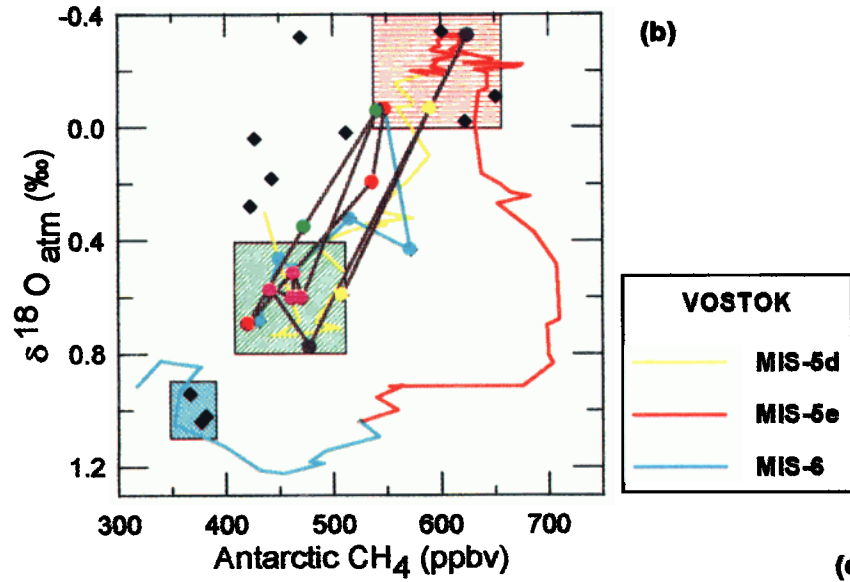 (b)
-0.4
0.0
0.4
0.8
1.2
δ18O atm (‰)
300 400 500 600 700
Antarctic CH4 (ppbv)
VOSTOK
MIS-5d
MIS-5e
MIS-6